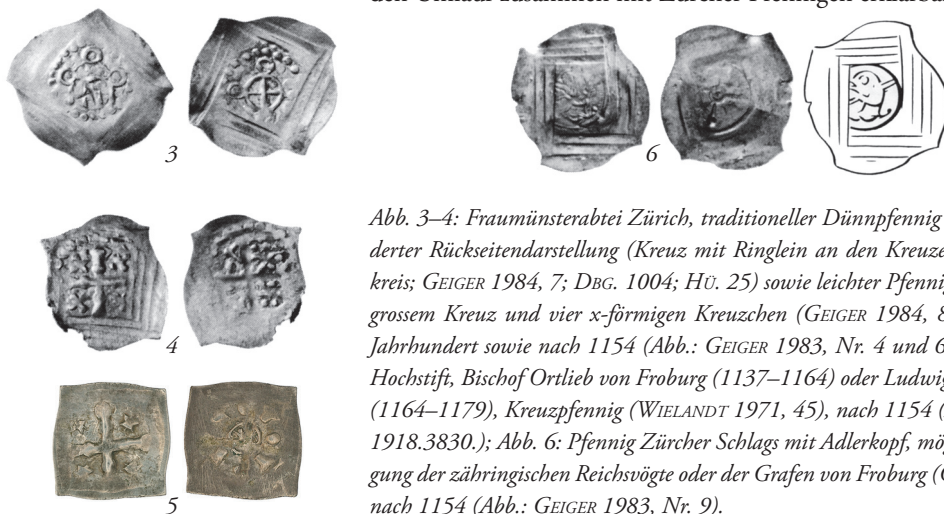 den Umlauf zusammen mit Zürcher Pfennigen erklärbar
3
6
4
5
Abb. 3–4: Fraumünsterabtei Zürich, traditioneller Dünnpfennig
derter Rückseitendarstellung (Kreuz mit Ringlein an den Kreuze
kreis; GEIGER 1984, 7; DBG. 1004; HÜ. 25) sowie leichter Pfennig
grossem Kreuz und vier x-förmigen Kreuzchen (GEIGER 1984, 8
Jahrhundert sowie nach 1154 (Abb.: GEIGER 1983, Nr. 4 und 6
Hochstift, Bischof Ortlieb von Froburg (1137–1164) oder Ludwig
(1164–1179), Kreuzpfennig (WIELANDT 1971, 45), nach 1154 (
1918.3830.); Abb. 6: Pfennig Zürcher Schlags mit Adlerkopf, mög
gung der zähringischen Reichsvögte oder der Grafen von Froburg (
nach 1154 (Abb.: GEIGER 1983, Nr. 9).